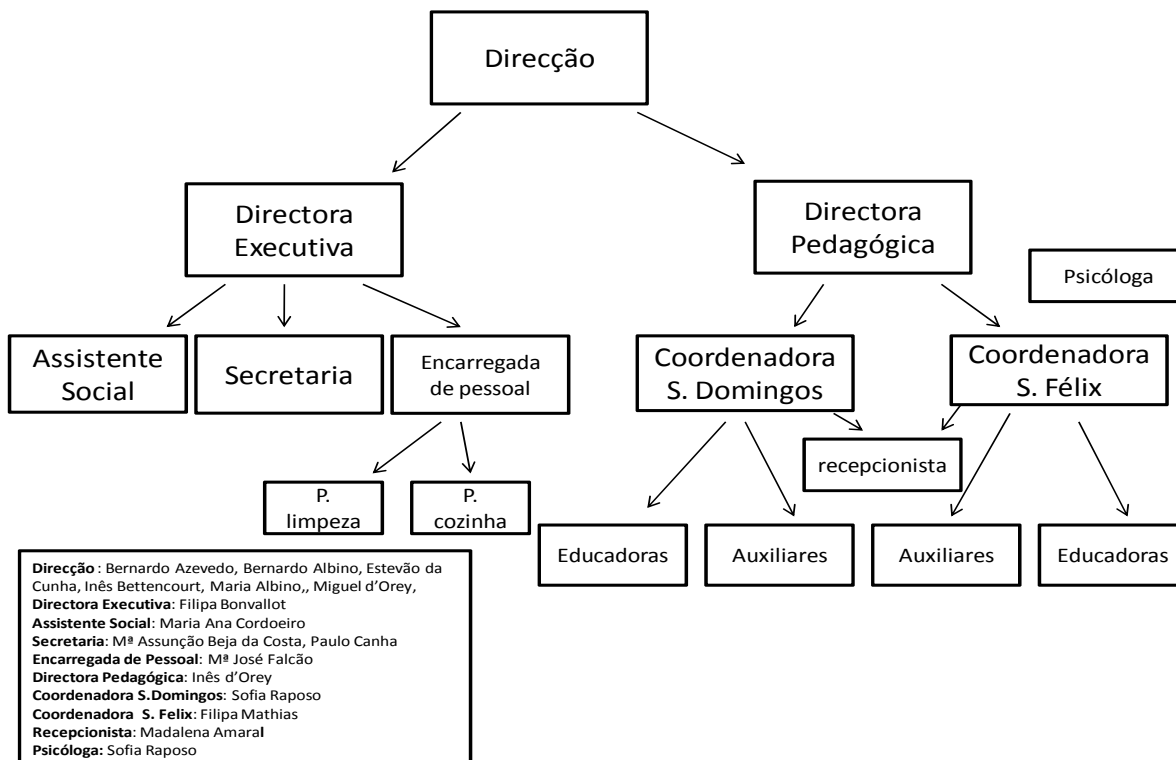 Direcção
Directora
Executiva
Directora
Pedagógica
Psicóloga
Assistente
Social
Secretaria
Encarregada
de pessoal
Coordenadora
S. Domingos
Coordenadora
S. Félix
recepcionista
P.
limpeza
P.
cozinha
Educadoras
Auxiliares
Auxiliares
Educadoras
Direcção : Bernardo Azevedo, Bernardo Albino, Estevão da
Cunha, Inês Bettencourt, Maria Albino,, Miguel d'Orey,
Directora Executiva: Filipa Bonvallot
Assistente Social: Maria Ana Cordoeiro
Secretaria: Mª Assunção Beja da Costa, Paulo Canha
Encarregada de Pessoal: Mª José Falcão
Directora Pedagógica: Inês d'Orey
Coordenadora S.Domingos: Sofia Raposo
Coordenadora S. Felix: Filipa Mathias
Recepcionista: Madalena Amaral
Psicóloga: Sofia Raposo